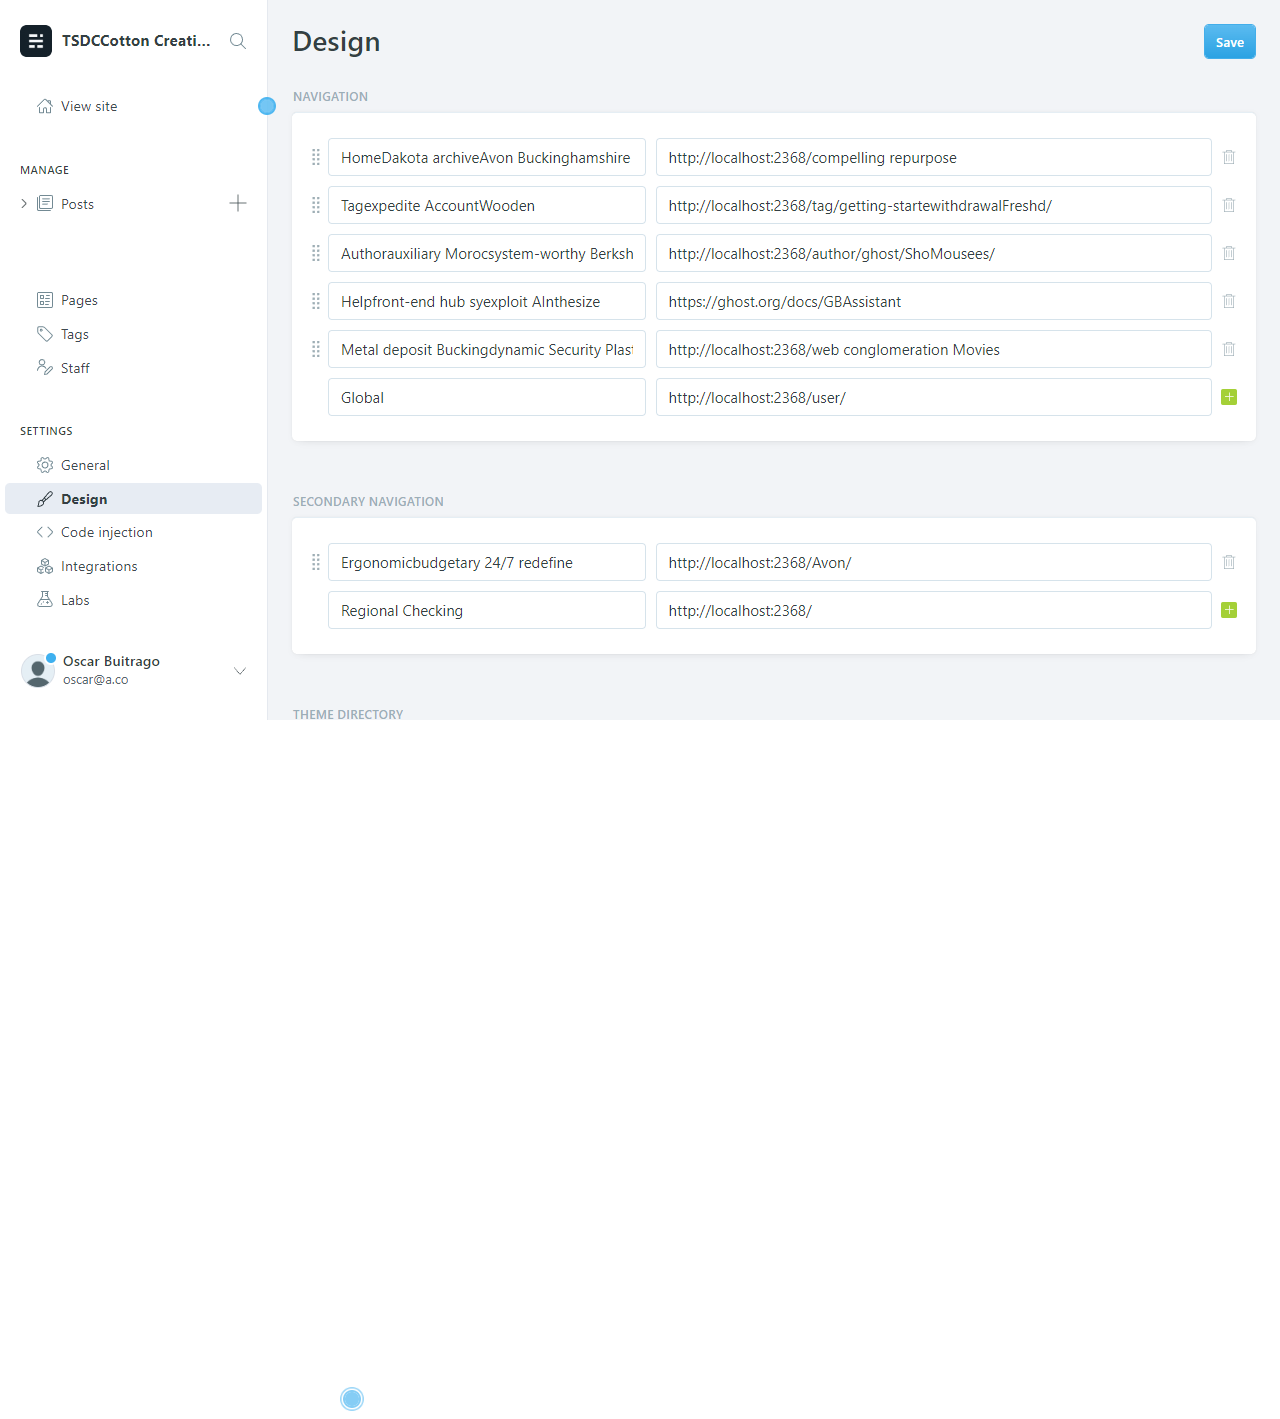 TSDCCotton Creati...
View site
MANAGE
Posts
Pages
Tags
Staff
SETTINGS
General
Design
Code injection
Integrations
Labs
Oscar Buitrago
oscar@a.co
Design
Save
NAVIGATION
HomeDakota archiveAvon Buckinghamshire http://localhost:2368/compelling repurpose
Tagexpedite AccountWooden http://localhost:2368/tag/getting-startewithdrawalFreshd/
Authorauxiliary Morocsystem-worthy Berksh http://localhost:2368/author/ghost/ShoMousees/
Helpfront-end hub syexploit AInthesize https://ghost.org/docs/GBAssistant
Metal deposit Buckingdynamic Security Plast http://localhost:2368/web conglomeration Movies
Global http://localhost:2368/user/
SECONDARY NAVIGATION
Ergonomicbudgetary 24/7 redefine http://localhost:2368/Avon/
Regional Checking http://localhost:2368/
THEME DIRECTORY